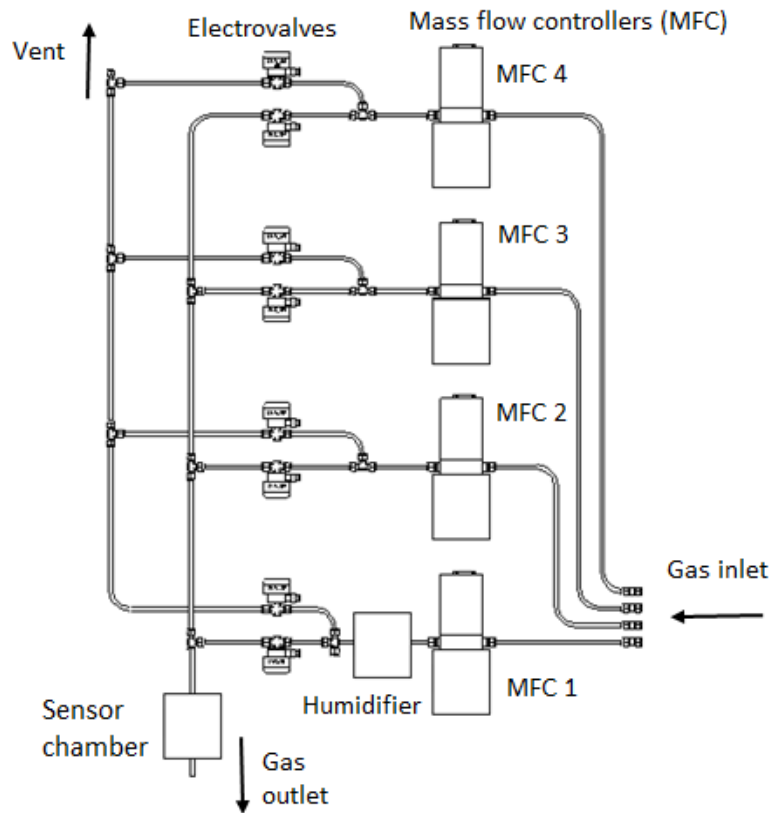 Electrovalves
Mass flow controllers (MFC)
Vent
MFC 4
MFC 3
MFC 2
Gas inlet
MFC 1
Humidifier
Sensor
chamber
Gas
outlet